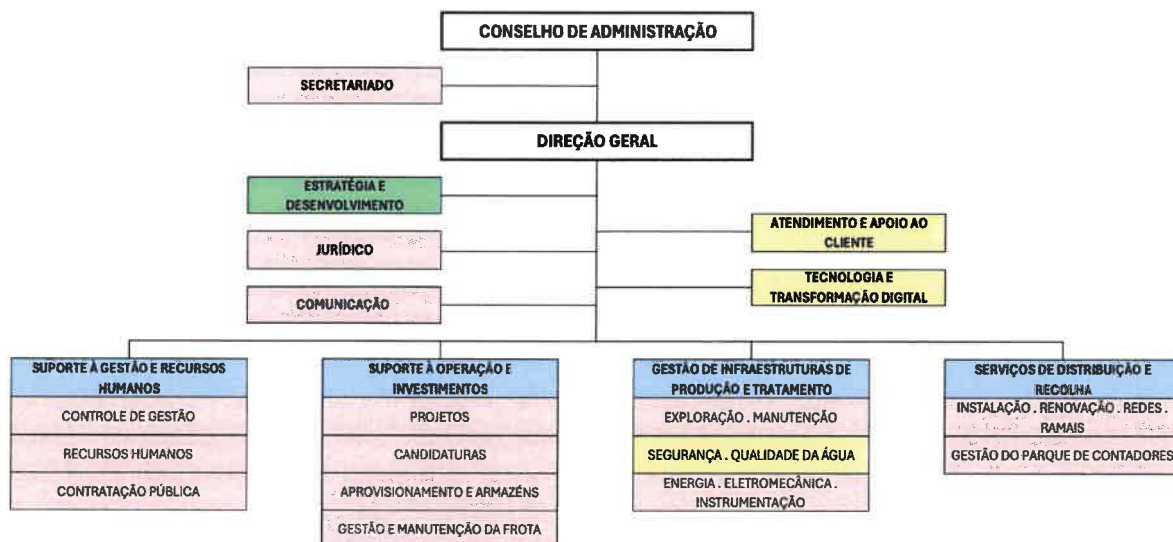 CONSELHO DE ADMINISTRAÇÃO
SECRETARIADO
DIREÇÃO GERAL
ESTRATÉGIA E
DESENVOLVIMENTO
ATENDIMENTO E APOIO AO
CLIENTE
JURÍDICO
TECNOLOGIA E
TRANSFORMAÇÃO DIGITAL
COMUNICAÇÃO
SUPORTE À GESTÃO E RECURSOS
HUMANOS
CONTROLE DE GESTÃO
RECURSOS HUMANOS
CONTRATAÇÃO PÚBLICA
SUPORTE À OPERAÇÃO E
INVESTIMENTOS
PROJETOS
CANDIDATURAS
APROVISIONAMENTO E ARMAZÉNS
GESTÃO E MANUTENÇÃO DA FROTA
GESTÃO DE INFRAESTRUTURAS DE
PRODUÇÃO E TRATAMENTO
EXPLORAÇÃO . MANUTENÇÃO
SEGURANÇA . QUALIDADE DA ÁGUA
ENERGIA . ELETROMECÂNICA .
INSTRUMENTAÇÃO
SERVIÇOS DE DISTRIBUIÇÃO E
RECOLHA
INSTALAÇÃO . RENOVAÇÃO . REDES .
RAMAIS
GESTÃO DO PARQUE DE CONTADORES